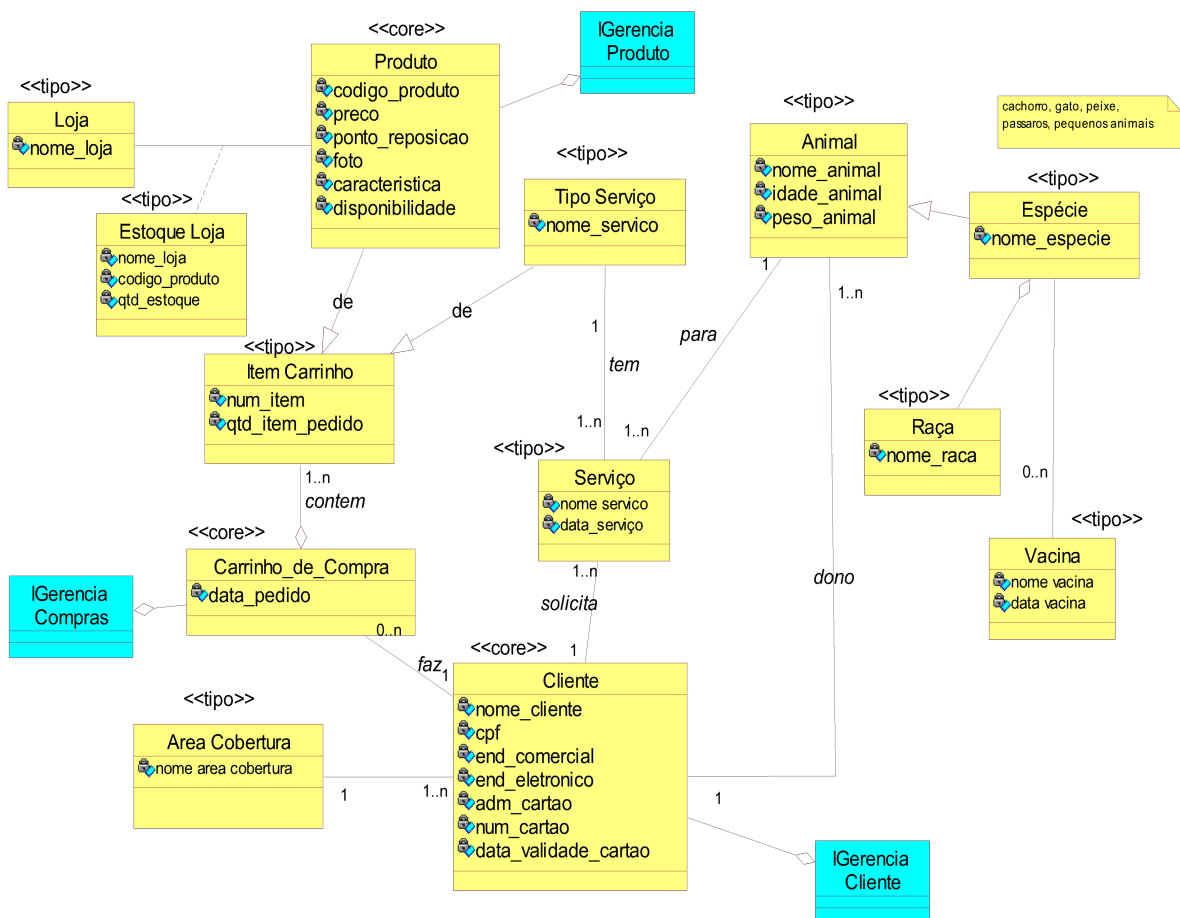 <<core>>
Produto
codigo_produto
preco
ponto_reposicao
foto
caracteristica
disponibilidade
IGerencia
Produto
<<tipo>>
Loja
nome_loja
<<tipo>>
Estoque Loja
nome_loja
codigo_produto
qtd_estoque
<<tipo>>
Tipo Serviço
nome_servico
<<tipo>>
Animal
nome_animal
idade_animal
peso_animal
cachorro, gato, peixe,
passaros, pequenos animais
<<tipo>>
Espécie
nome_especie
de
de
1
tem
1..n
1
para
1..n
1..n
dono
1
<<tipo>>
Item Carrinho
num_item
qtd_item_pedido
1..n
contem
<<tipo>>
Serviço
nome servico
data_serviço
1..n
solicita
1
<<tipo>>
Raça
nome_raca
0..n
<<tipo>>
Vacina
nome vacina
data vacina
<<core>>
Carrinho_de_Compra
data_pedido
0..n
faz
1
IGerencia
Compras
<<core>>
Cliente
nome_cliente
cpf
end_comercial
end_eletronico
adm_cartao
num_cartao
data_validade_cartao
<<tipo>>
Area Cobertura
nome area cobertura
1
1..n
IGerencia
Cliente